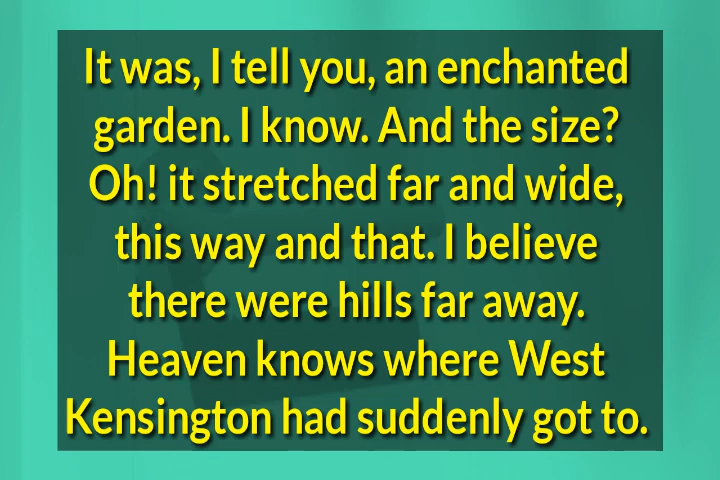 It was, I tell you, an enchanted
garden. I know. And the size?
Oh! it stretched far and wide,
this way and that. I believe
there were hills far away.
Heaven knows where West
Kensington had suddenly got to.